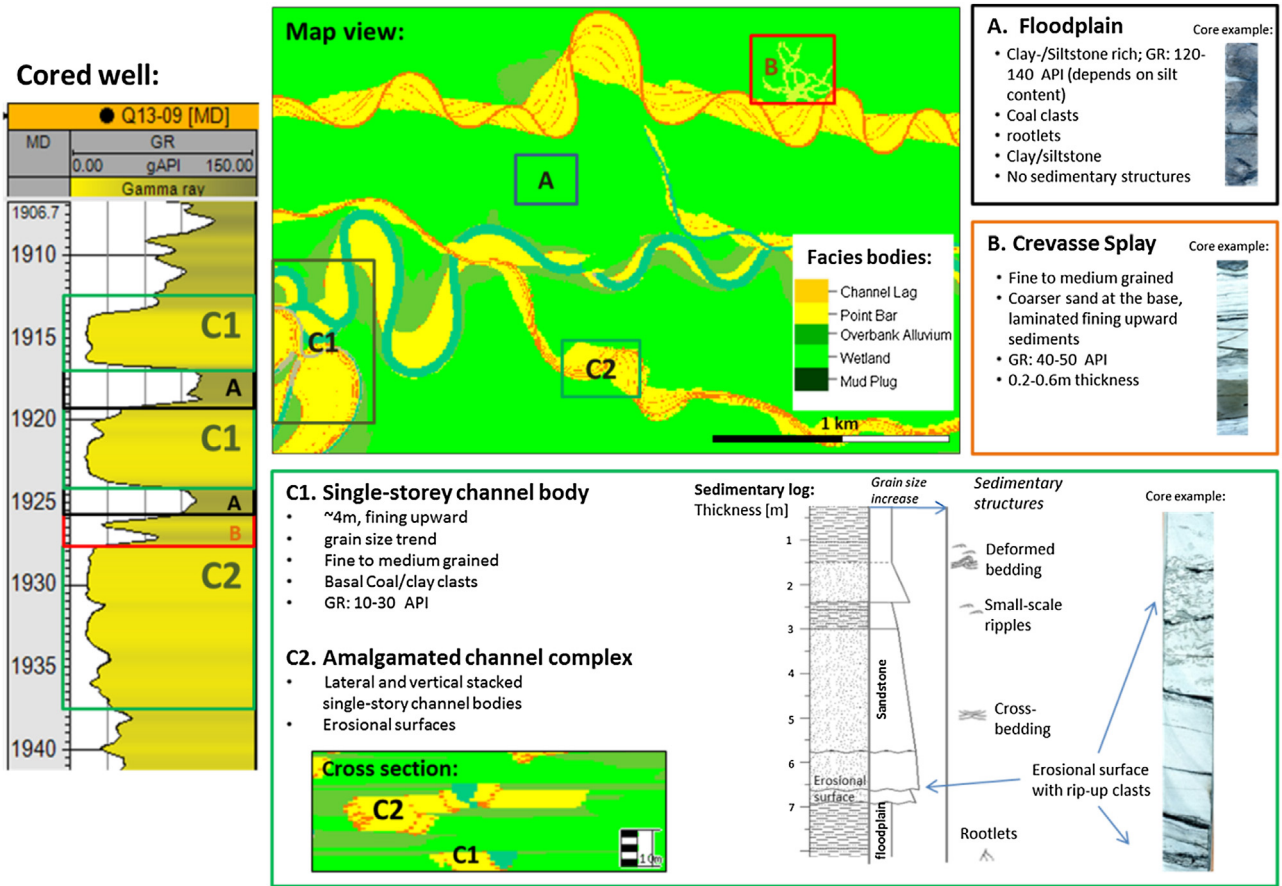 Cored well:
Q13-09 [MD]
MD
GR
0.00 gAPI 150.00
Gamma ray
1906.7
1910
1915
1920
1925
1930
1935
1940
C1
A
C1
A
B
C2
Map view:
B
A
C1
C2
Facies bodies:
Channel Lag
Point Bar
Overbank Alluvium
Wetland
Mud Plug
1 km
A. Floodplain
Core example:
• Clay-/Siltstone rich; GR: 120-
140 API (depends on silt
content)
• Coal clasts
• rootlets
• Clay/siltstone
• No sedimentary structures
B. Crevasse Splay
Core example:
• Fine to medium grained
• Coarser sand at the base,
laminated fining upward
sediments
• GR: 40-50 API
• 0.2-0.6m thickness
C1. Single-storey channel body
• ~4m, fining upward
• grain size trend
• Fine to medium grained
• Basal Coal/clay clasts
• GR: 10-30 API
C2. Amalgamated channel complex
• Lateral and vertical stacked
single-story channel bodies
• Erosional surfaces
Cross section:
C2
C1
10m
Sedimentary log:
Thickness [m]
Grain size
increase
Sedimentary
structures
Core example:
1
2
3
4
5
6
7
Sandstone
Erosional
surface
floodplain
Deformed
bedding
Small-scale
ripples
Cross-
bedding
Erosional surface
with rip-up clasts
Rootlets